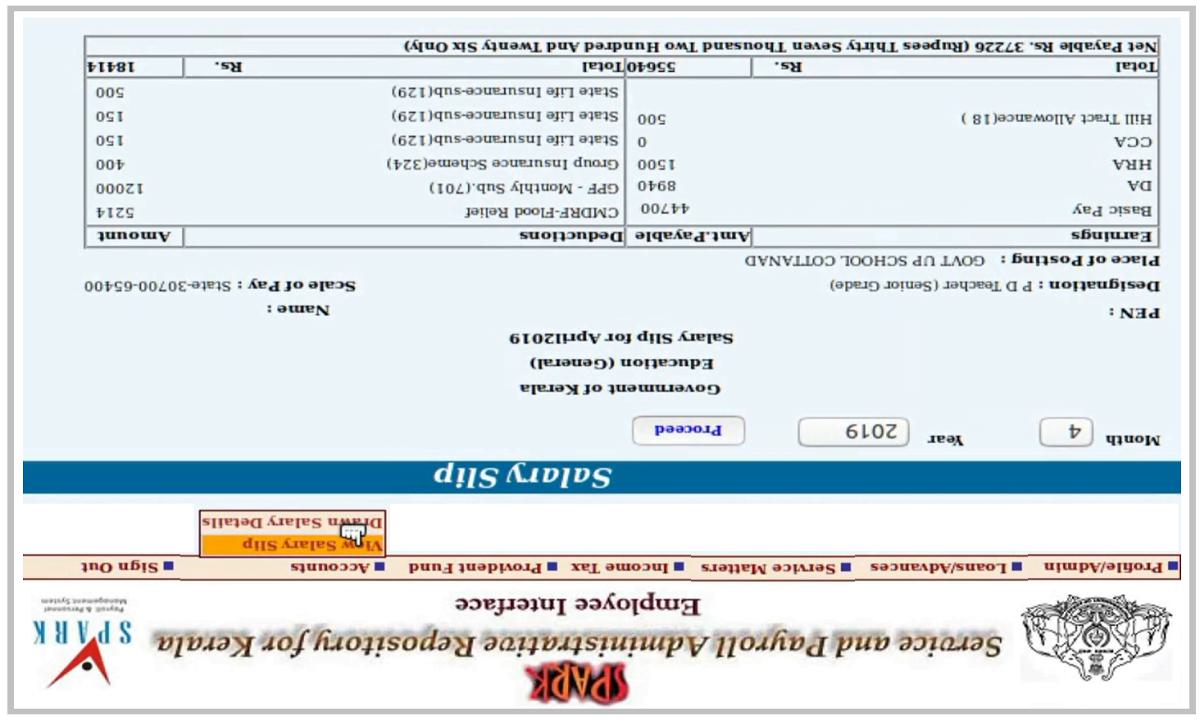 SPARK
Service and Payroll Administrative Repository for Kerala
Employee Interface
SPARK
Payroll & Personnel
Management System
Profile/Admin Loans/Advances Service Matters Income Tax Provident Fund Accounts Sign Out
View Salary Slip
Drawn Salary Details
Salary Slip
Month 4 Year 2019 Proceed
Government of Kerala
Education (General)
Salary Slip for April2019
PEN : Name :
Designation : P D Teacher (Senior Grade) Scale of Pay : State-30700-65400
Place of Posting : GOVT UP SCHOOL COTTANAD
Earnings Amt.Payable Deductions Amount
Basic Pay 44700 CMDRF-Flood Relief 5214
DA 8940 GPF - Monthly Sub.(701) 12000
HRA 1500 Group Insurance Scheme(324) 400
CCA 0 State Life Insurance-sub(129) 150
Hill Tract Allowance(18 ) 500 State Life Insurance-sub(129) 150
State Life Insurance-sub(129) 500
Total Rs. 55640 Total Rs. 18414
Net Payable Rs. 37226 (Rupees Thirty Seven Thousand Two Hundred And Twenty Six Only)